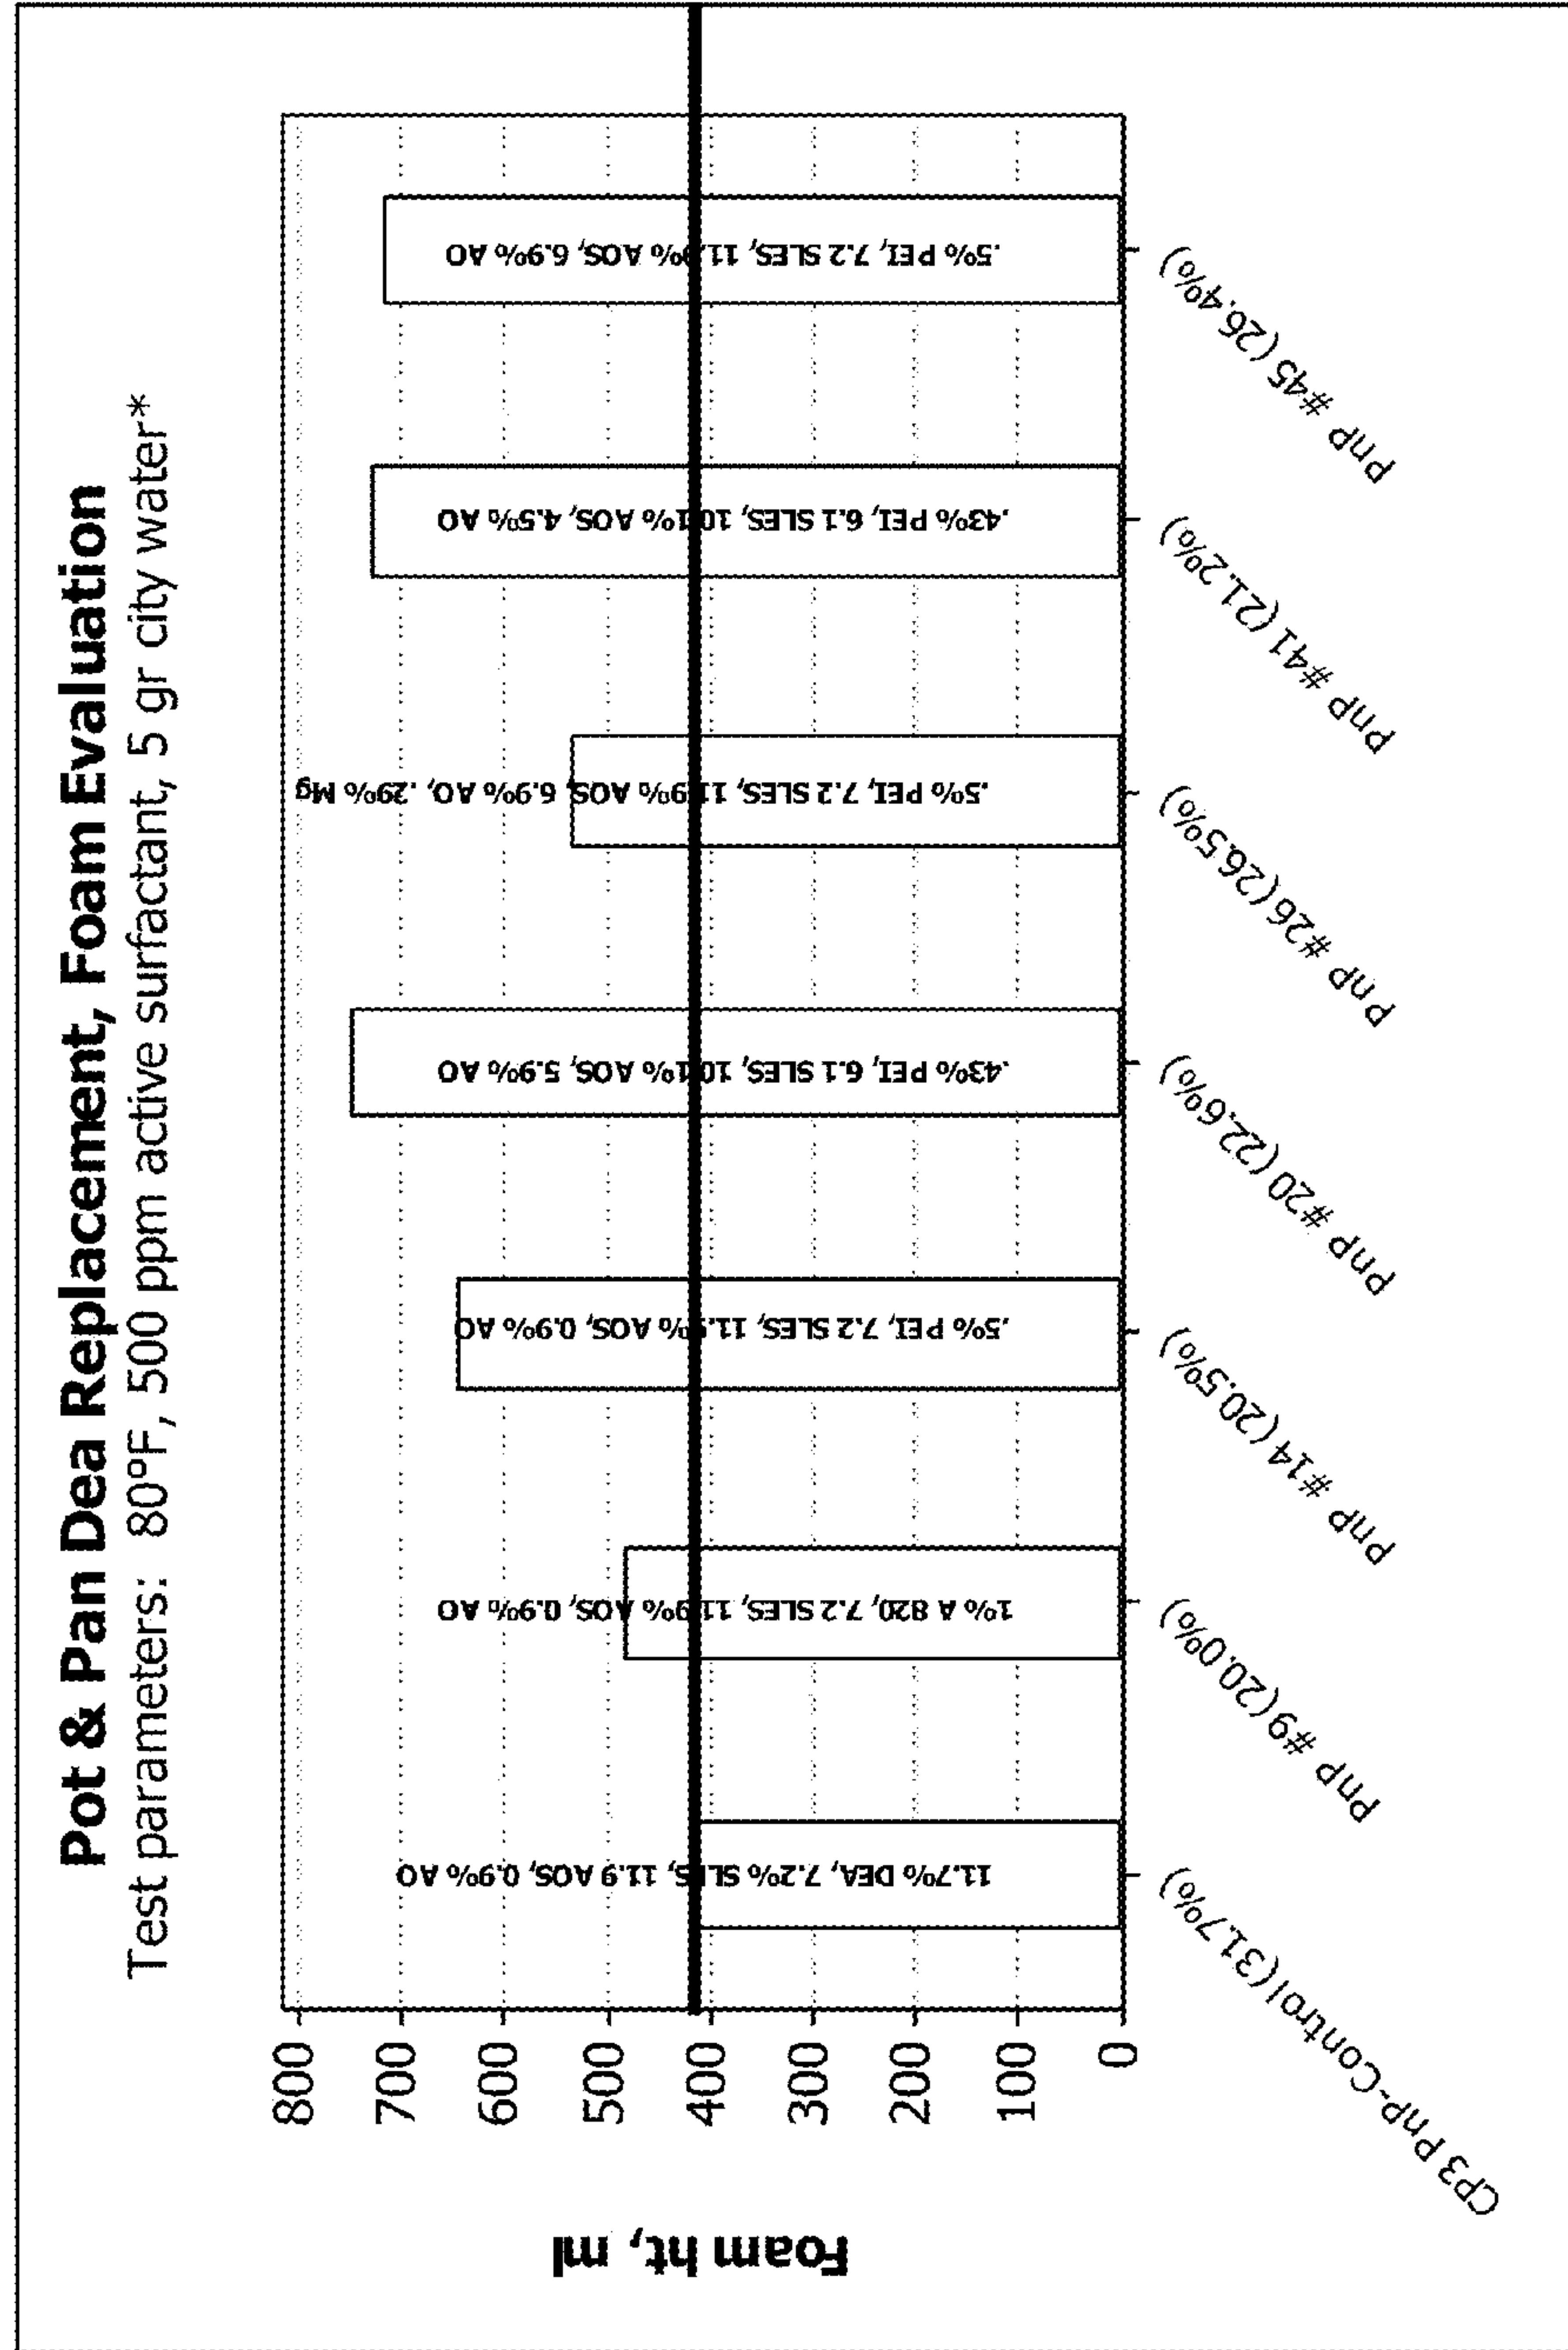 Pot & Pan Dea Replacement, Foam Evaluation
Test parameters: 80°F, 500 ppm active surfactant, 5 gr city water*
Foam ht, ml
800
700
600
500
400
300
200
100
0
11.7% DEA, 7.2% SLES, 11.9 AOS, 0.9% AO
1% A 820, 7.2 SLES, 11.9% AOS, 0.9% AO
.5% PEI, 7.2 SLES, 11.9% AOS, 0.9% AO
.43% PEI, 6.1 SLES, 10.1% AOS, 5.9% AO
.5% PEI, 7.2 SLES, 11.9% AOS, 6.9% AO, .29% Mg
.43% PEI, 6.1 SLES, 10.1% AOS, 4.5% AO
.5% PEI, 7.2 SLES, 11.9% AOS, 6.9% AO
CP3 PnP-Control (31.7%)
PnP #9 (20.0%)
PnP #14 (20.5%)
PnP #20 (22.6%)
PnP #26 (26.5%)
PnP #41 (21.2%)
PnP #45 (26.4%)